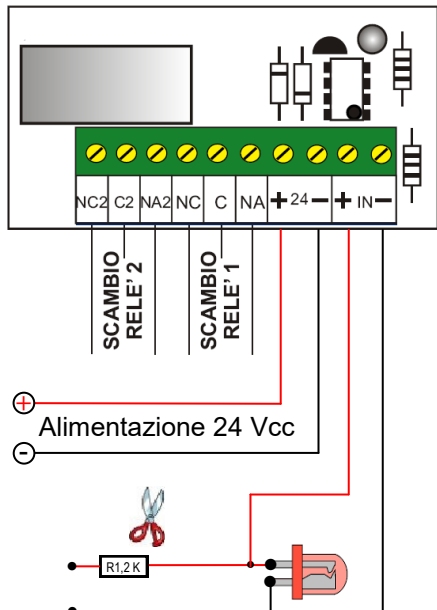 NC2 C2 NA2 NC C NA + 24 − + IN −
SCAMBIO
RELE' 2
SCAMBIO
RELE' 1
+
Alimentazione 24 Vcc
-
R1,2 K